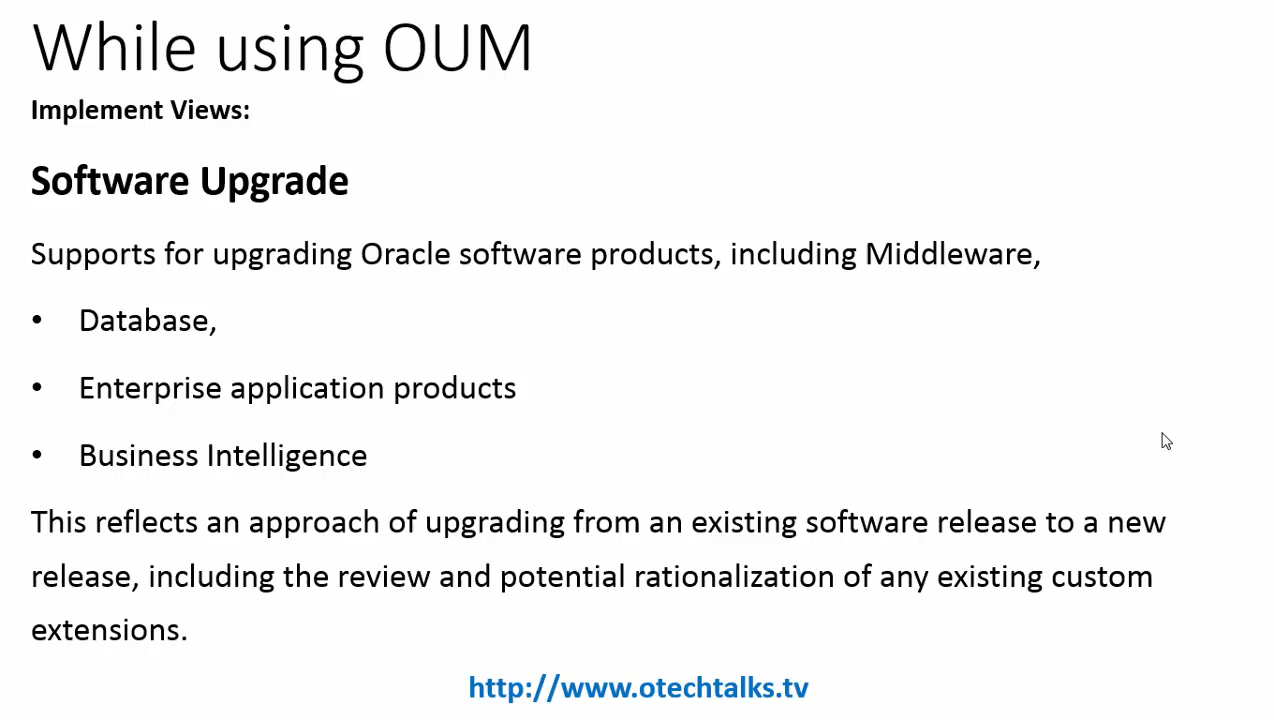 While using OUM
Implement Views:
Software Upgrade
Supports for upgrading Oracle software products, including Middleware,
• Database,
• Enterprise application products
• Business Intelligence
This reflects an approach of upgrading from an existing software release to a new
release, including the review and potential rationalization of any existing custom
extensions.
http://www.otechtalks.tv